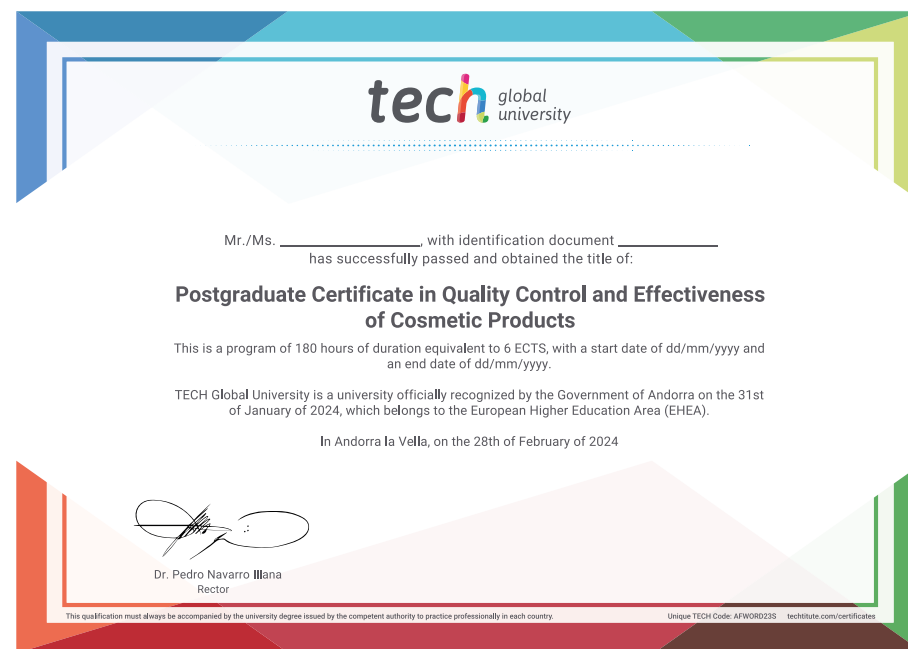 tech global university
Mr./Ms. ____________, with identification document ____________
has successfully passed and obtained the title of:
Postgraduate Certificate in Quality Control and Effectiveness
of Cosmetic Products
This is a program of 180 hours of duration equivalent to 6 ECTS, with a start date of dd/mm/yyyy and
an end date of dd/mm/yyyy.
TECH Global University is a university officially recognized by the Government of Andorra on the 31st
of January of 2024, which belongs to the European Higher Education Area (EHEA).
In Andorra la Vella, on the 28th of February of 2024
Dr. Pedro Navarro Illana
Rector
This qualification must always be accompanied by the university degree issued by the competent authority to practice professionally in each country.
Unique TECH Code: AFWORD23S techtitute.com/certificates